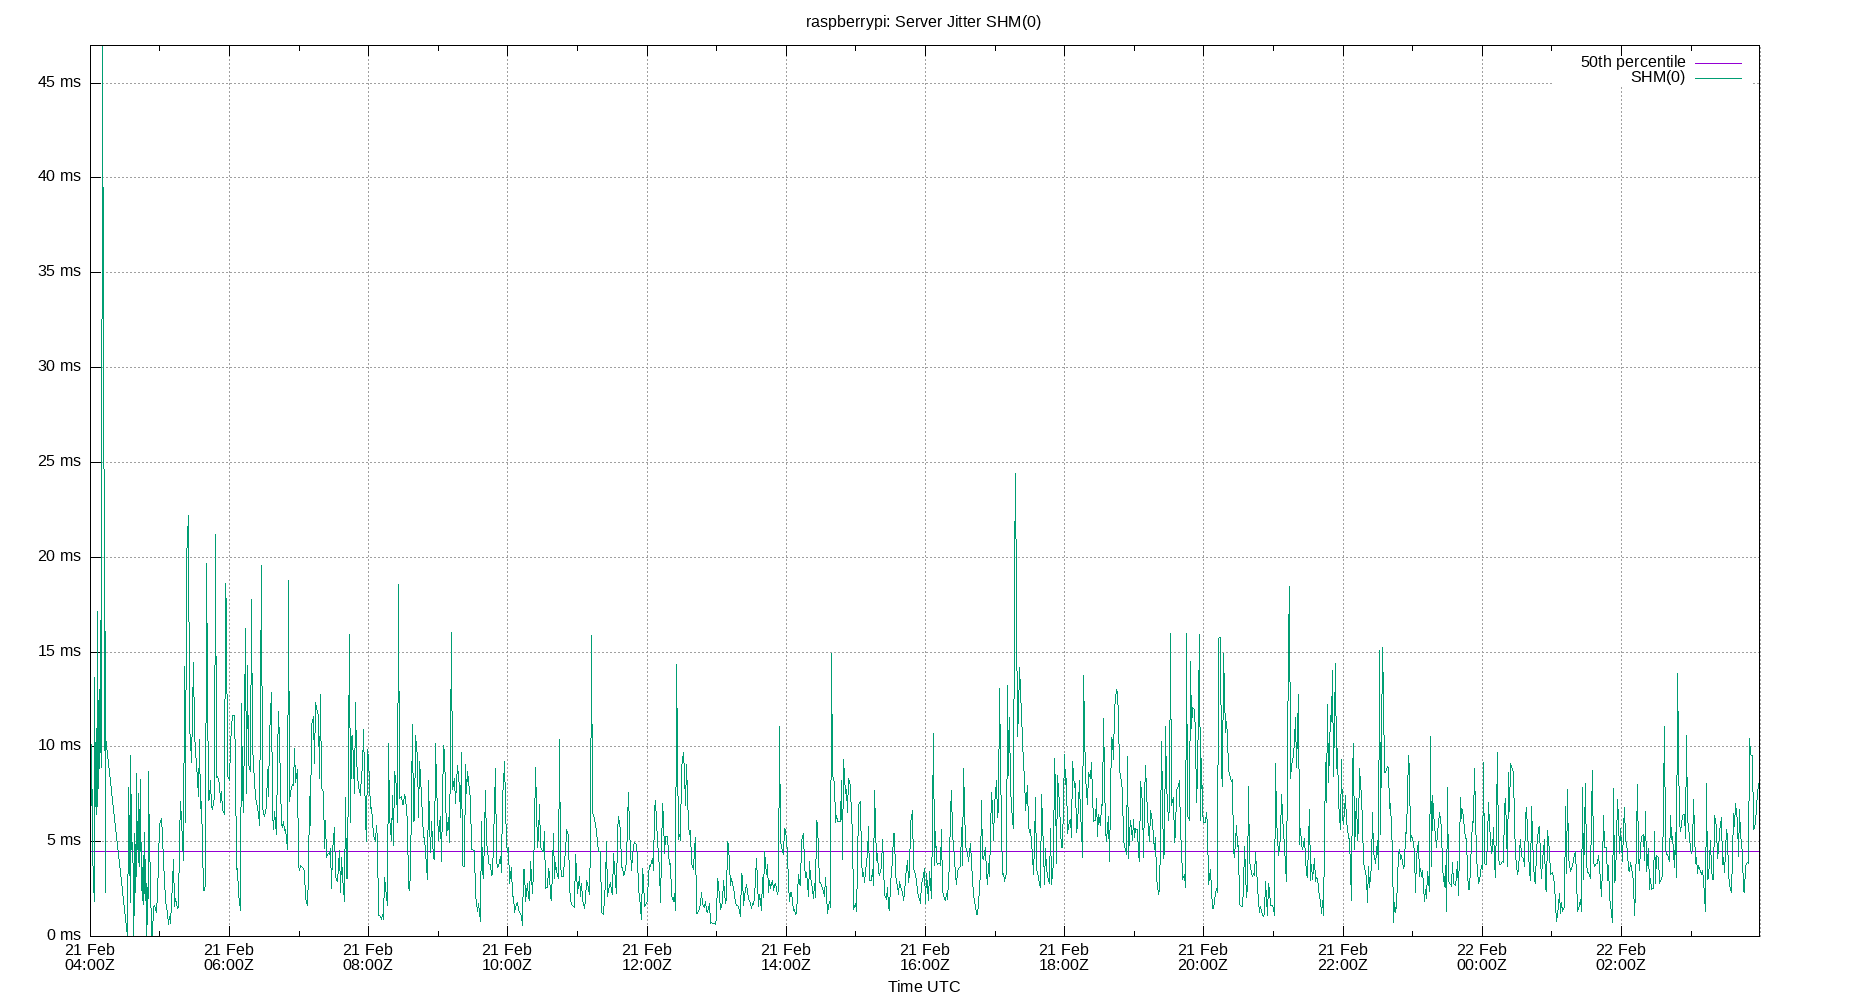 raspberrypi: Server Jitter SHM(0)
50th percentile
SHM(0)
45 ms
40 ms
35 ms
30 ms
25 ms
20 ms
15 ms
10 ms
5 ms
0 ms
21 Feb 21 Feb 21 Feb 21 Feb 21 Feb 21 Feb 21 Feb 21 Feb 21 Feb 21 Feb 22 Feb 22 Feb
04:00Z 06:00Z 08:00Z 10:00Z 12:00Z 14:00Z 16:00Z 18:00Z 20:00Z 22:00Z 00:00Z 02:00Z
Time UTC